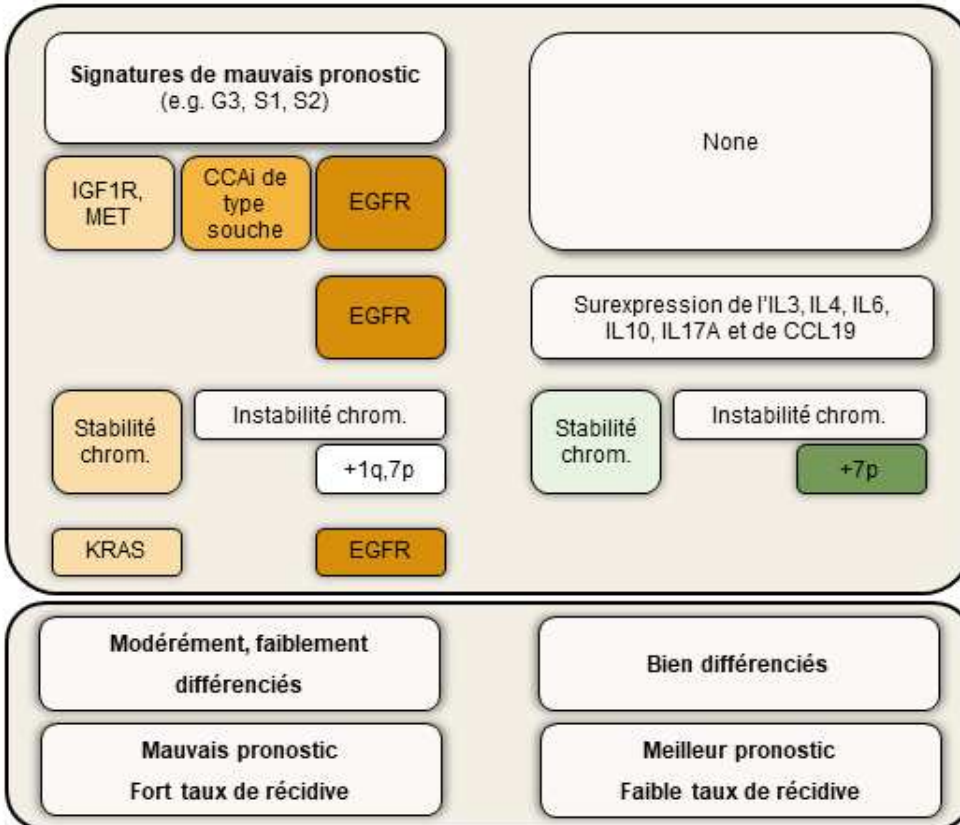 Signatures de mauvais pronostic
(e.g. G3, S1, S2)
None
IGF1R,
MET
CCAi de
type
souche
EGFR
EGFR
Surexpression de l'IL3, IL4, IL6,
IL10, IL17A et de CCL19
Stabilité
chrom.
Instabilité chrom.
+1q,7p
Stabilité
chrom.
Instabilité chrom.
+7p
KRAS
EGFR
Modérément, faiblement
différenciés
Bien différenciés
Mauvais pronostic
Fort taux de récidive
Meilleur pronostic
Faible taux de récidive